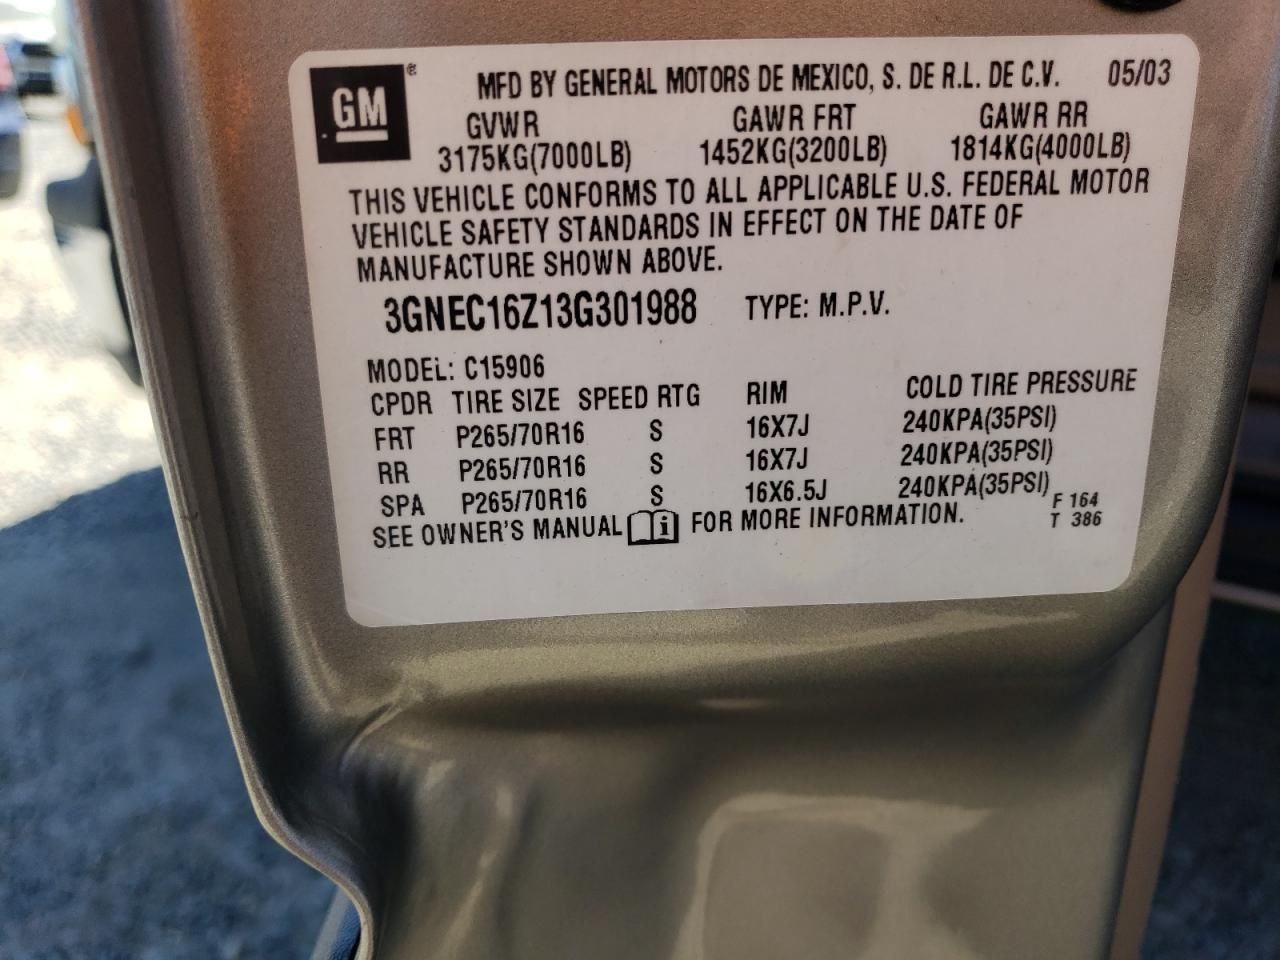 GM® MFD BY GENERAL MOTORS DE MEXICO, S. DE R.L. DE C.V. 05/03
GVWR GAWR FRT GAWR RR
3175KG(7000LB) 1452KG(3200LB) 1814KG(4000LB)
THIS VEHICLE CONFORMS TO ALL APPLICABLE U.S. FEDERAL MOTOR
VEHICLE SAFETY STANDARDS IN EFFECT ON THE DATE OF
MANUFACTURE SHOWN ABOVE.
3GNEC16Z13G301988 TYPE: M.P.V.
MODEL: C15906
CPDR TIRE SIZE SPEED RTG RIM COLD TIRE PRESSURE
FRT P265/70R16 S 16X7J 240KPA(35PSI)
RR P265/70R16 S 16X7J 240KPA(35PSI)
SPA P265/70R16 S 16X6.5J 240KPA(35PSI)
SEE OWNER'S MANUAL i FOR MORE INFORMATION.
F 164
T 386